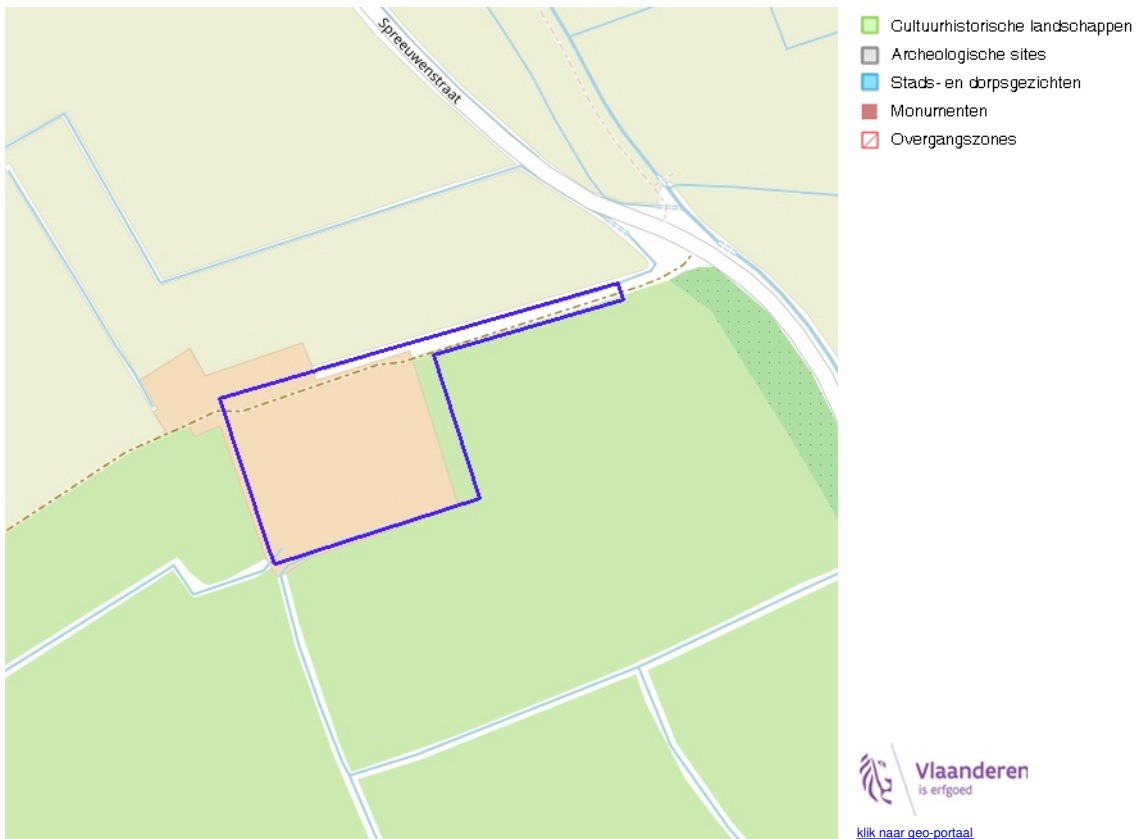 Spreeuwenstraat
Cultuurhistorische landschappen
Archeologische sites
Stads- en dorpsgezichten
Monumenten
Overgangszones
Vlaanderen
is erfgoed
klik naar geo-portaal